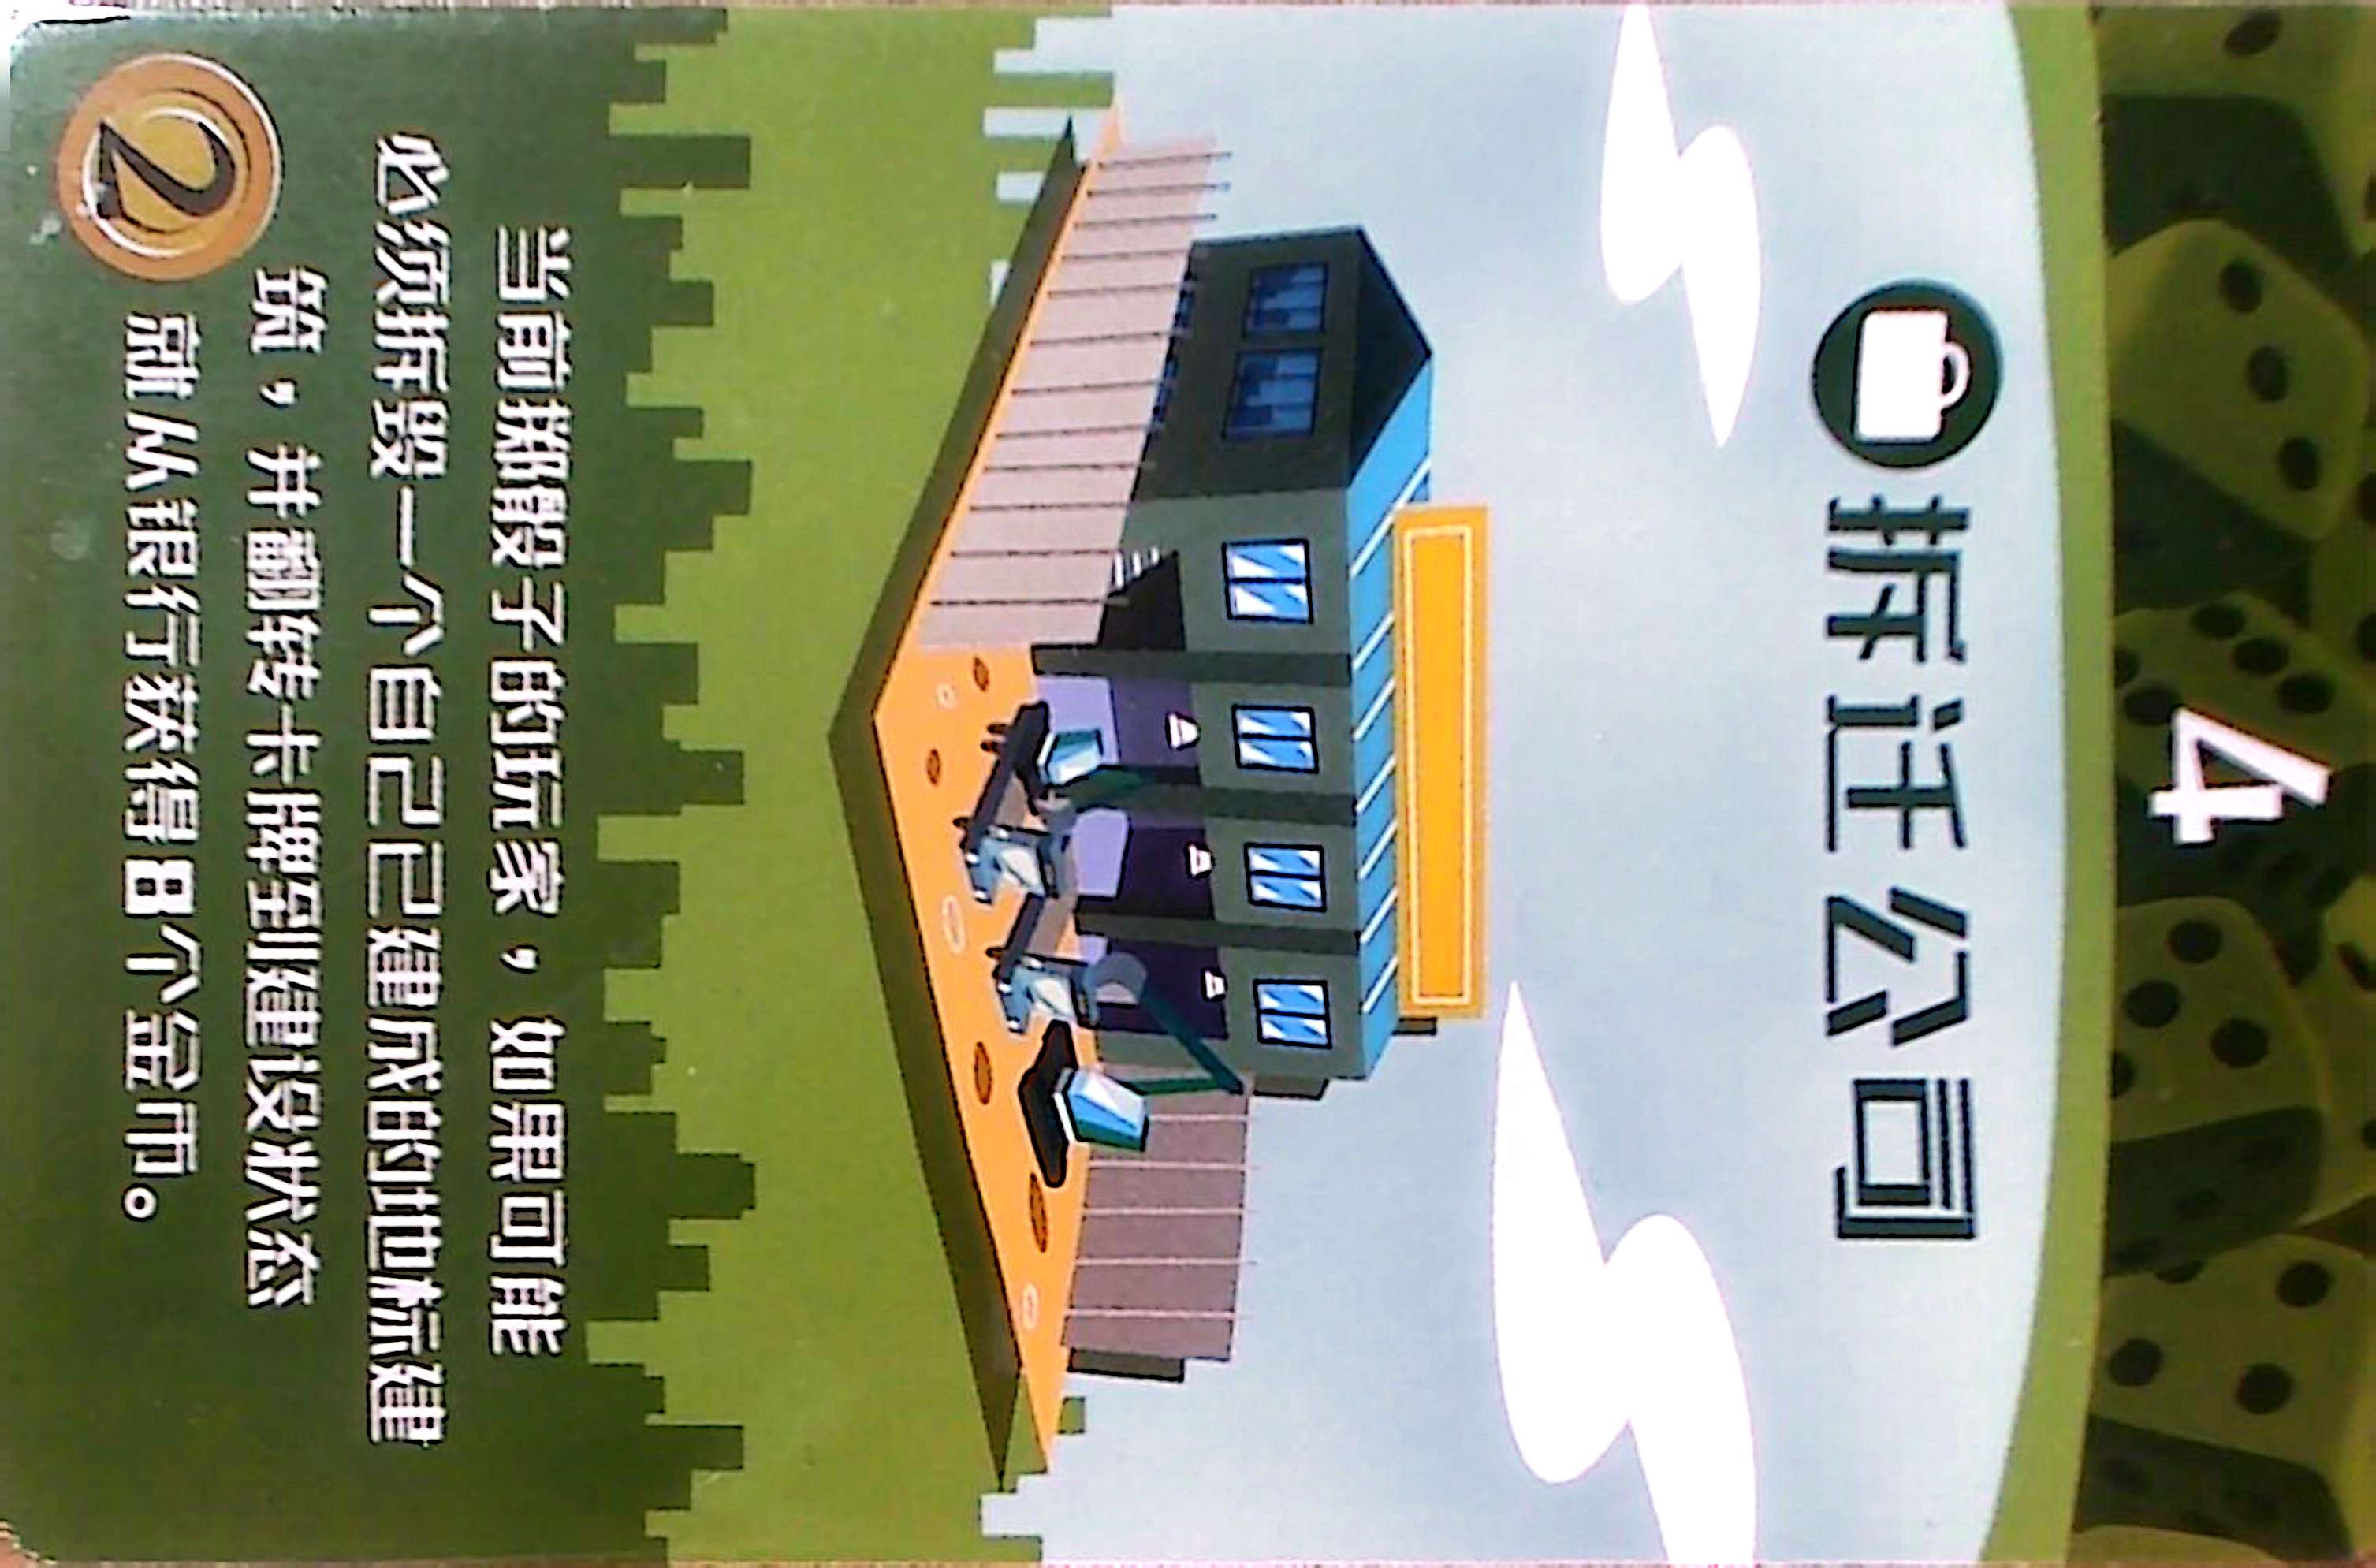 4
拆迁公司
当前掷骰子的玩家，如果可能
必须拆毁一个自己已建成的地标建
筑，并翻转卡牌到建设状态
就从银行获得8个金币。
2